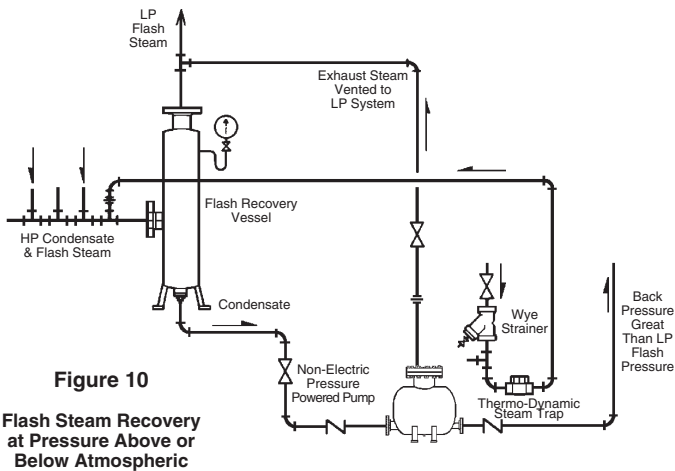 LP
Flash
Steam
Exhaust Steam
Vented to
LP System
Flash Recovery
Vessel
HP Condensate
& Flash Steam
Condensate
Wye
Strainer
Back
Pressure
Great
Than LP
Flash
Pressure
Non-Electric
Pressure
Powered Pump
Thermo-Dynamic
Steam Trap
Figure 10
Flash Steam Recovery
at Pressure Above or
Below Atmospheric